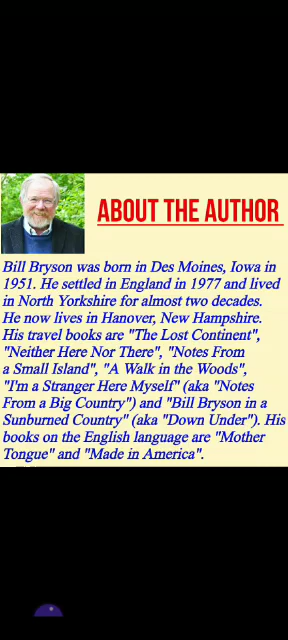 ABOUT THE AUTHOR
Bill Bryson was born in Des Moines, Iowa in
1951. He settled in England in 1977 and lived
in North Yorkshire for almost two decades.
He now lives in Hanover, New Hampshire.
His travel books are "The Lost Continent",
"Neither Here Nor There", "Notes From
a Small Island", "A Walk in the Woods",
"I'm a Stranger Here Myself" (aka "Notes
From a Big Country") and "Bill Bryson in a
Sunburned Country" (aka "Down Under"). His
books on the English language are "Mother
Tongue" and "Made in America".